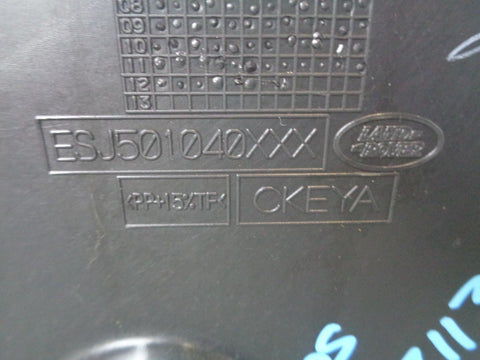 08
09
10
11
12
13
ESJ501040XXX
LAND-
-ROVER
<PP+15%TF<
CKEYA